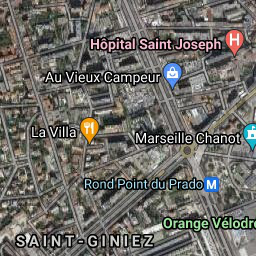 Hôpital Saint Joseph
H
Au Vieux Campeur
La Villa
Marseille Chanot
Rond Point du Prado M
Orange Vélodr
SAINT-GINIEZ